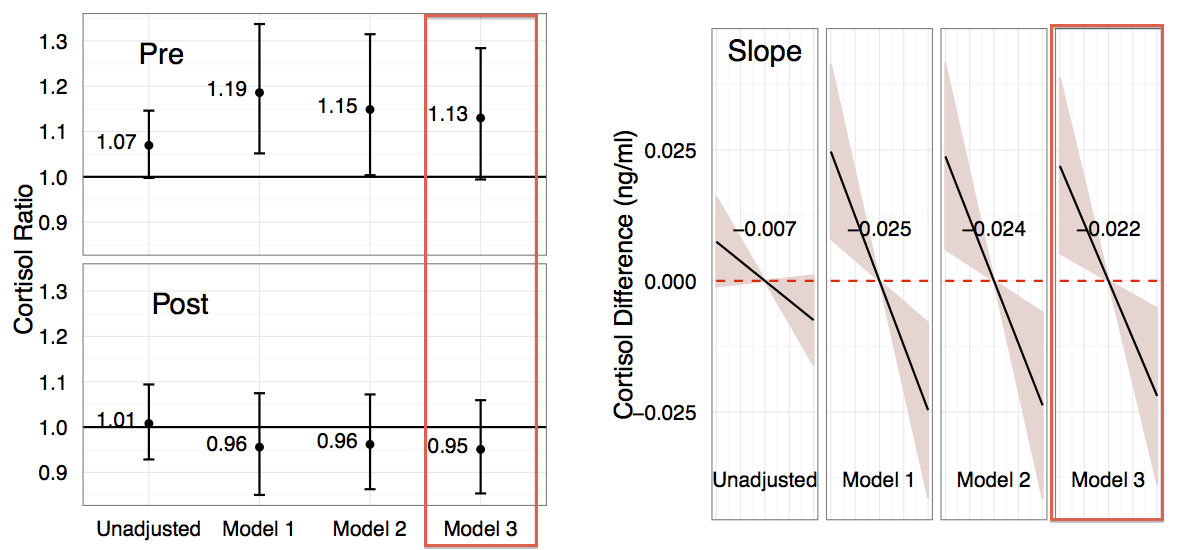 Cortisol Ratio
Pre
1.3
1.2
1.1
1.0
0.9
1.07
1.19
1.15
1.13
Post
1.3
1.2
1.1
1.0
0.9
1.01
0.96
0.96
0.95
Unadjusted Model 1 Model 2 Model 3
Cortisol Difference (ng/ml)
Slope
0.025
0.000
−0.025
−0.007 −0.025 −0.024 −0.022
Unadjusted Model 1 Model 2 Model 3